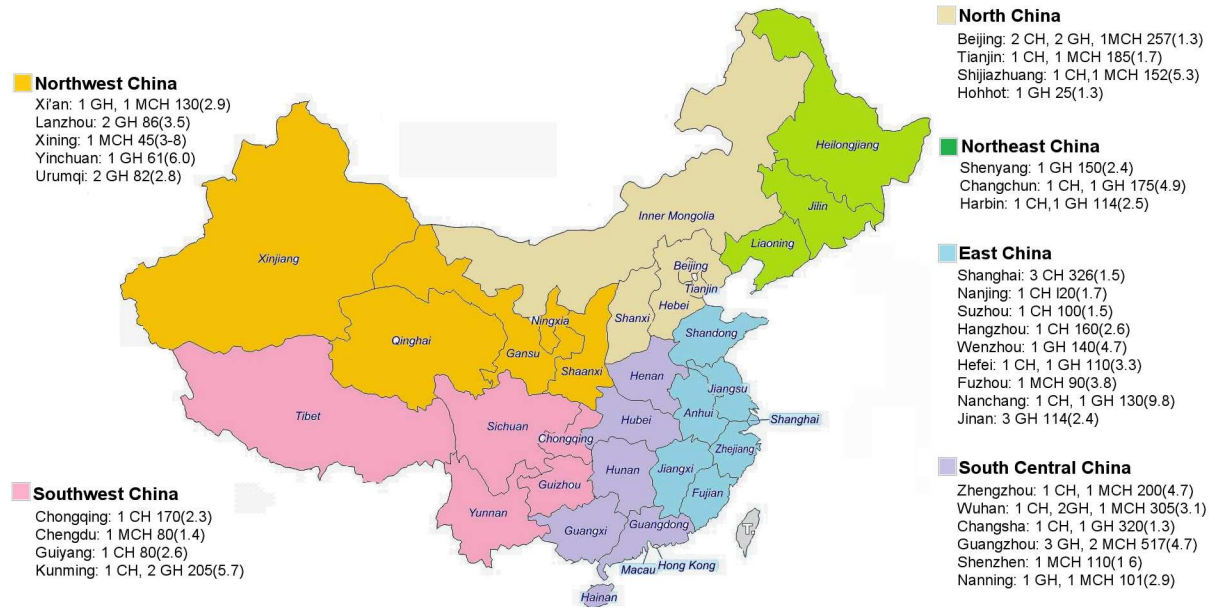 North China
Beijing: 2 CH, 2 GH, 1MCH 257(1.3)
Tianjin: 1 CH, 1 MCH 185(1.7)
Shijiazhuang: 1 CH,1 MCH 152(5.3)
Hohhot: 1 GH 25(1.3)
Northwest China
Xi'an: 1 GH, 1 MCH 130(2.9)
Lanzhou: 2 GH 86(3.5)
Xining: 1 MCH 45(3-8)
Yinchuan: 1 GH 61(6.0)
Urumqi: 2 GH 82(2.8)
Northeast China
Shenyang: 1 GH 150(2.4)
Changchun: 1 CH, 1 GH 175(4.9)
Harbin: 1 CH,1 GH 114(2.5)
East China
Shanghai: 3 CH 326(1.5)
Nanjing: 1 CH I20(1.7)
Suzhou: 1 CH 100(1.5)
Hangzhou: 1 CH 160(2.6)
Wenzhou: 1 GH 140(4.7)
Hefei: 1 CH, 1 GH 110(3.3)
Fuzhou: 1 MCH 90(3.8)
Nanchang: 1 CH, 1 GH 130(9.8)
Jinan: 3 GH 114(2.4)
South Central China
Zhengzhou: 1 CH, 1 MCH 200(4.7)
Wuhan: 1 CH, 2GH, 1 MCH 305(3.1)
Changsha: 1 CH, 1 GH 320(1.3)
Guangzhou: 3 GH, 2 MCH 517(4.7)
Shenzhen: 1 MCH 110(1 6)
Nanning: 1 GH, 1 MCH 101(2.9)
Southwest China
Chongqing: 1 CH 170(2.3)
Chengdu: 1 MCH 80(1.4)
Guiyang: 1 CH 80(2.6)
Kunming: 1 CH, 2 GH 205(5.7)
Heilongjiang
Jilin
Inner Mongolia
Liaoning
Xinjiang
Beijing
Tianjin
Hebei
Shanxi
Ningxia
Shandong
Qinghai
Gansu
Shaanxi
Henan
Jiangsu
Tibet
Sichuan
Chongqing
Hubei
Anhui
Shanghai
Zhejiang
Hunan
Jiangxi
Guizhou
Fujian
Yunnan
Guangxi
Guangdong
T.
Macau
Hong Kong
Hainan